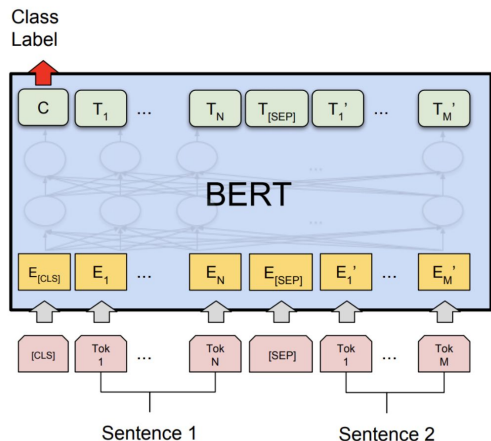 Class
Label
C T1 ... TN T[SEP] T1' ... TM'
...
BERT
...
E[CLS] E1 ... EN E[SEP] E1' ... EM'
[CLS] Tok 1 ... Tok N [SEP] Tok 1 ... Tok M
Sentence 1 Sentence 2